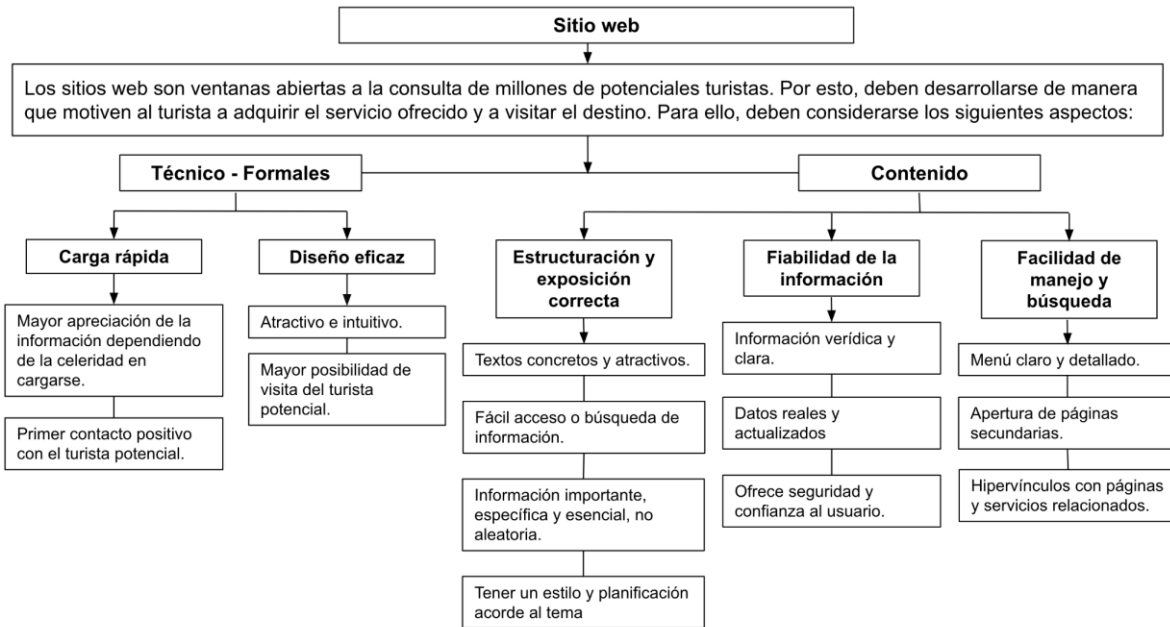 Sitio web
Los sitios web son ventanas abiertas a la consulta de millones de potenciales turistas. Por esto, deben desarrollarse de manera
que motiven al turista a adquirir el servicio ofrecido y a visitar el destino. Para ello, deben considerarse los siguientes aspectos:
Técnico - Formales
Carga rápida
Mayor apreciación de la
información dependiendo
de la celeridad en
cargarse.
Primer contacto positivo
con el turista potencial.
Diseño eficaz
Atractivo e intuitivo.
Mayor posibilidad de
visita del turista
potencial.
Contenido
Estructuración y
exposición
correcta
Textos concretos y atractivos.
Fácil acceso o búsqueda de
información.
Información importante,
específica y esencial, no
aleatoria.
Tener un estilo y planificación
acorde al tema
Fiabilidad de la
información
Información verídica y
clara.
Datos reales y
actualizados
Ofrece seguridad y
confianza al usuario.
Facilidad de
manejo y
búsqueda
Menú claro y detallado.
Apertura de páginas
secundarias.
Hipervínculos con páginas
y servicios relacionados.